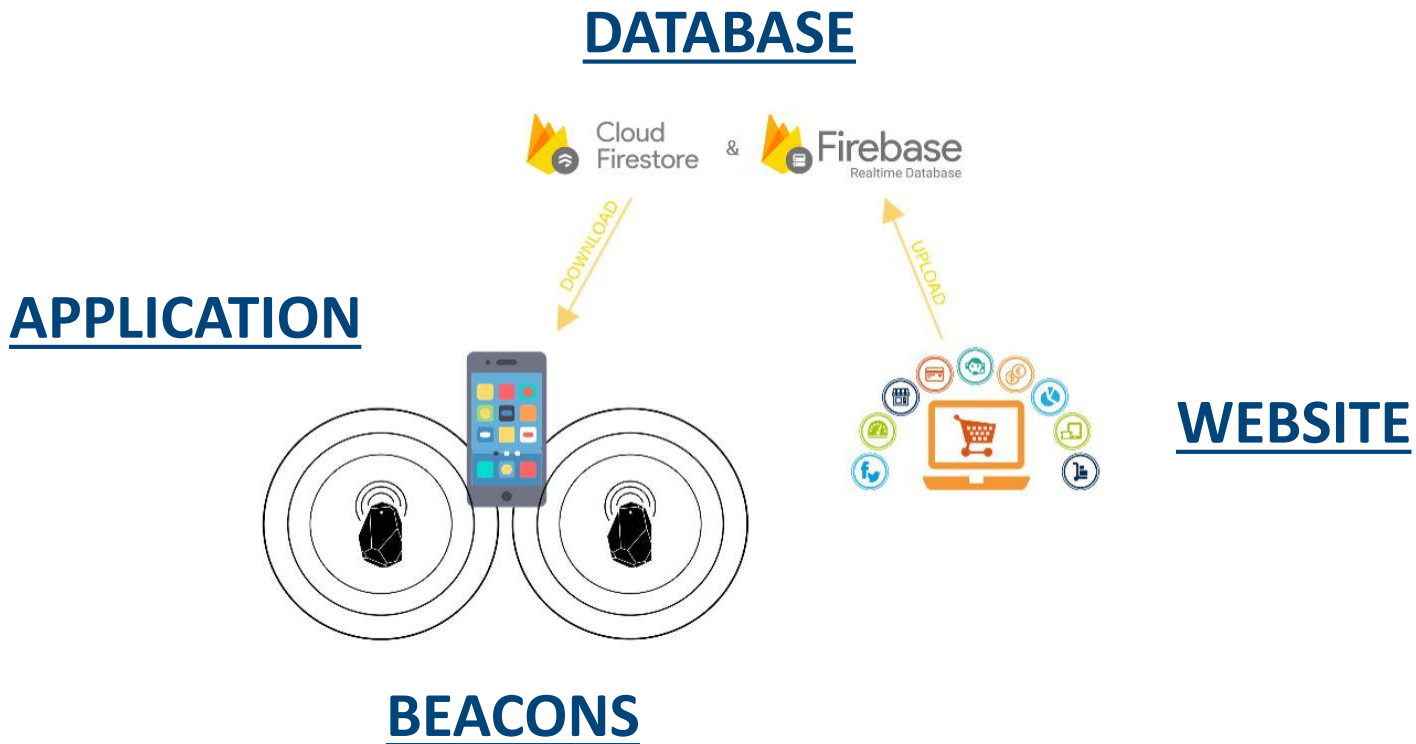 DATABASE
Cloud
Firestore
&
Firebase
Realtime Database
DOWNLOAD
UPLOAD
APPLICATION
WEBSITE
BEACONS